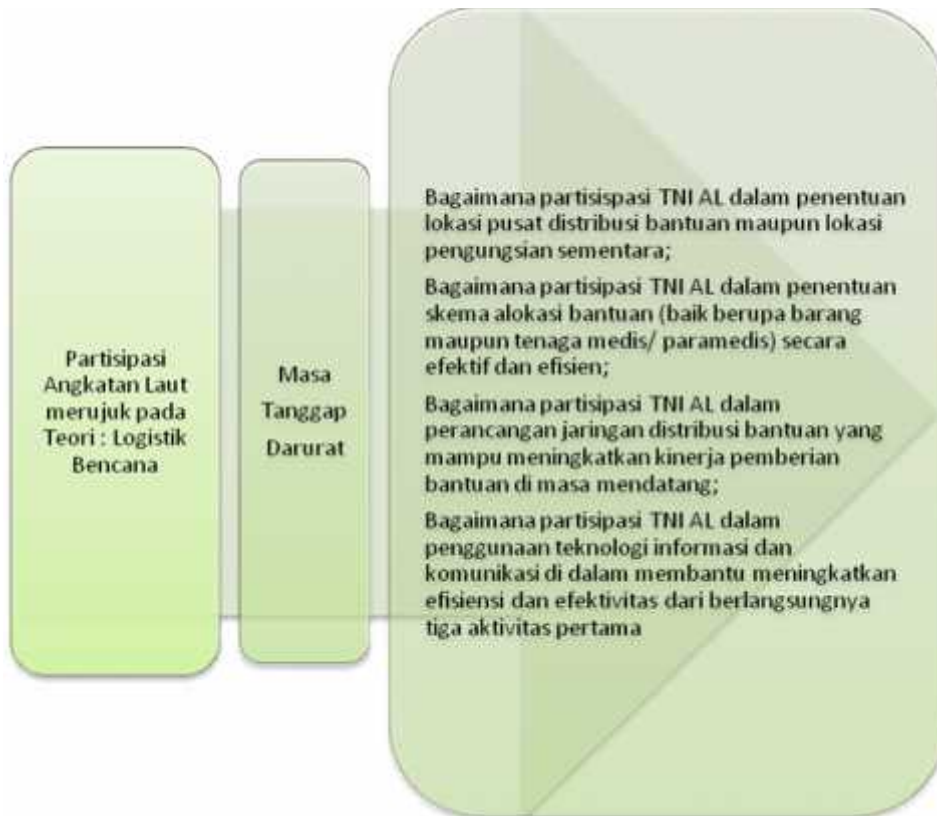 Partisipasi
Angkatan Laut
merujuk pada
Teori : Logistik
Bencana
Masa
Tanggap
Darurat
Bagaimana partisispasi TNI AL dalam penentuan
lokasi pusat distribusi bantuan maupun lokasi
pengungsian sementara;
Bagaimana partisipasi TNI AL dalam penentuan
skema alokasi bantuan (baik berupa barang
maupun tenaga medis/ paramedis) secara
efektif dan efisien;
Bagaimana partisipasi TNI AL dalam
perancangan jaringan distribusi bantuan yang
mampu meningkatkan kinerja pemberian
bantuan di masa mendatang;
Bagaimana partisipasi TNI AL dalam
penggunaan teknologi informasi dan
komunikasi di dalam membantu meningkatkan
efisiensi dan efektivitas dari berlangsungnya
tiga aktivitas pertama